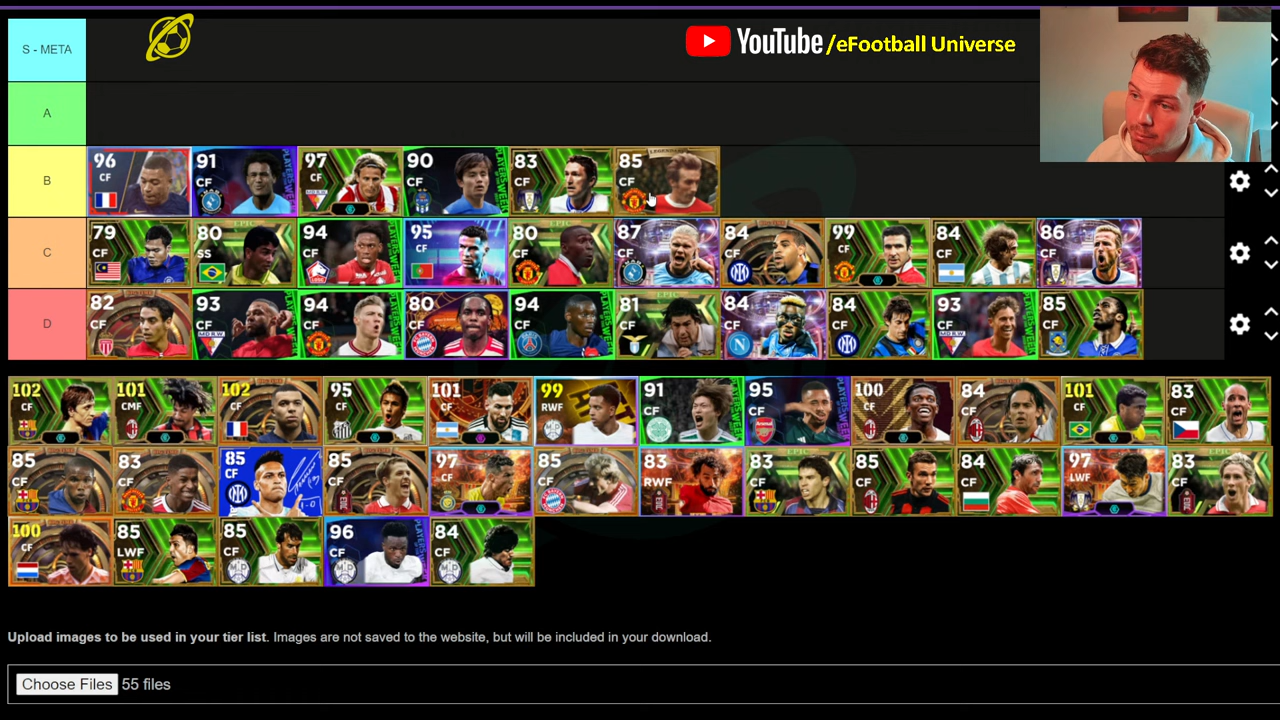 S - META
YouTube /eFootball Universe
A
B
96 CF
91 CF
97 CF
90 CF
83 CF
85 CF
C
79 CF
80 SS
94 CF
95 CF
80 CF
87 CF
84 CF
99 CF
84 CF
86 CF
D
82 CF
93 CF
94 CF
80 CF
94 CF
81 CF
84 CF
84 CF
93 CF
85 CF
102 CF
101 CMF
102 CF
95 CF
101 CF
99 RWF
91 CF
95 CF
100 CF
84 CF
101 CF
83 CF
85 CF
83 CF
85 CF
85 CF
97 CF
85 CF
83 RWF
83 CF
85 CF
84 CF
97 LWF
83 CF
100 CF
85 LWF
85 CF
96 CF
84 CF
Upload images to be used in your tier list. Images are not saved to the website, but will be included in your download.
Choose Files 55 files